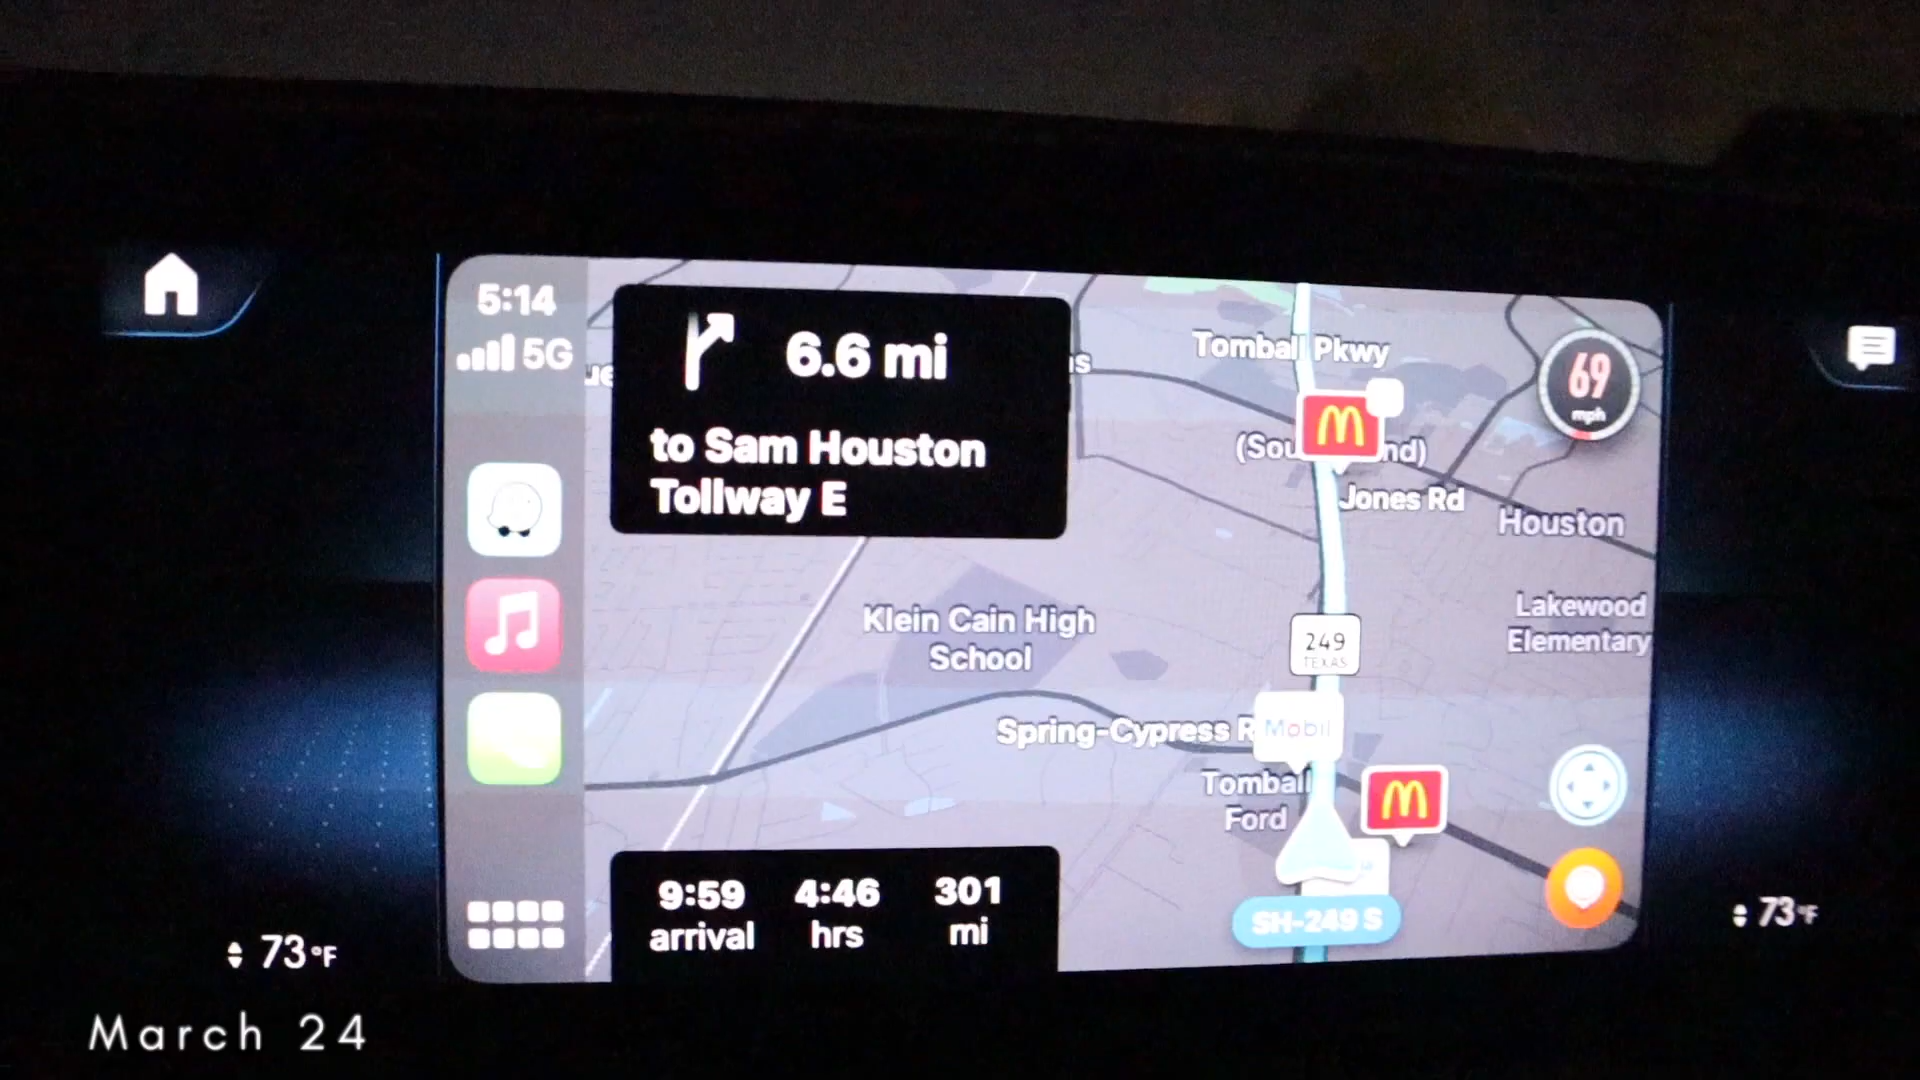 5:14
5G
6.6 mi
to Sam Houston
Tollway E
Tomball Pkwy
69
mph
Jones Rd
Houston
Klein Cain High
School
Lakewood
Elementary
249
TEXAS
Spring-Cypress R
Mobil
Tomball
Ford
9:59
arrival
4:46
hrs
301
mi
SH-249 S
73°F
73°F
March 24